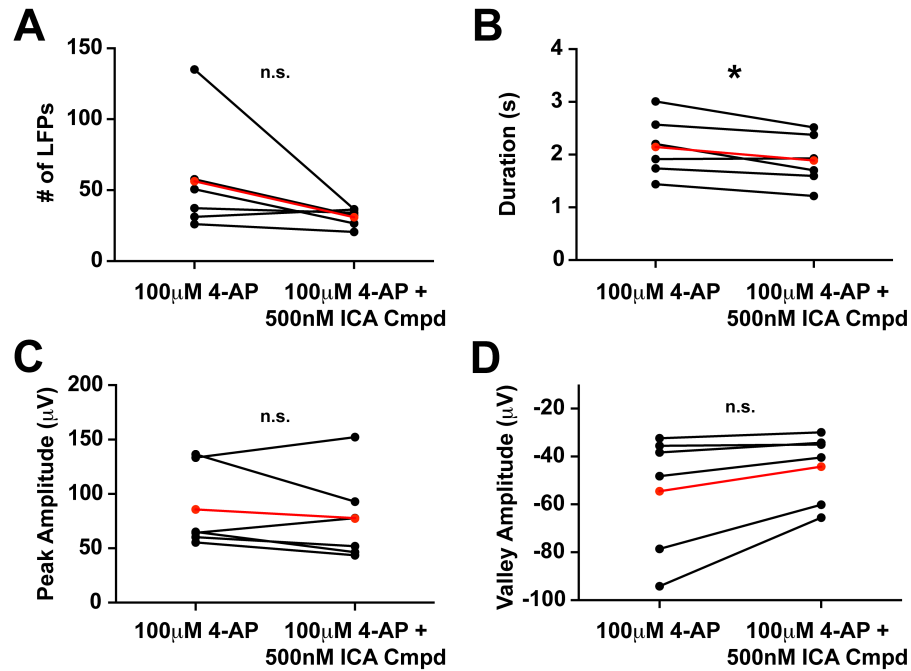 A
# of LFPs
150
100
50
0
n.s.
100μM 4-AP
100μM 4-AP +
500nM ICA Cmpd
B
Duration (s)
4
3
2
1
0
*
100μM 4-AP
100μM 4-AP +
500nM ICA Cmpd
C
Peak Amplitude (μV)
200
150
100
50
0
n.s.
100μM 4-AP
100μM 4-AP +
500nM ICA Cmpd
D
Valley Amplitude (μV)
-20
-40
-60
-80
-100
n.s.
100μM 4-AP
100μM 4-AP +
500nM ICA Cmpd